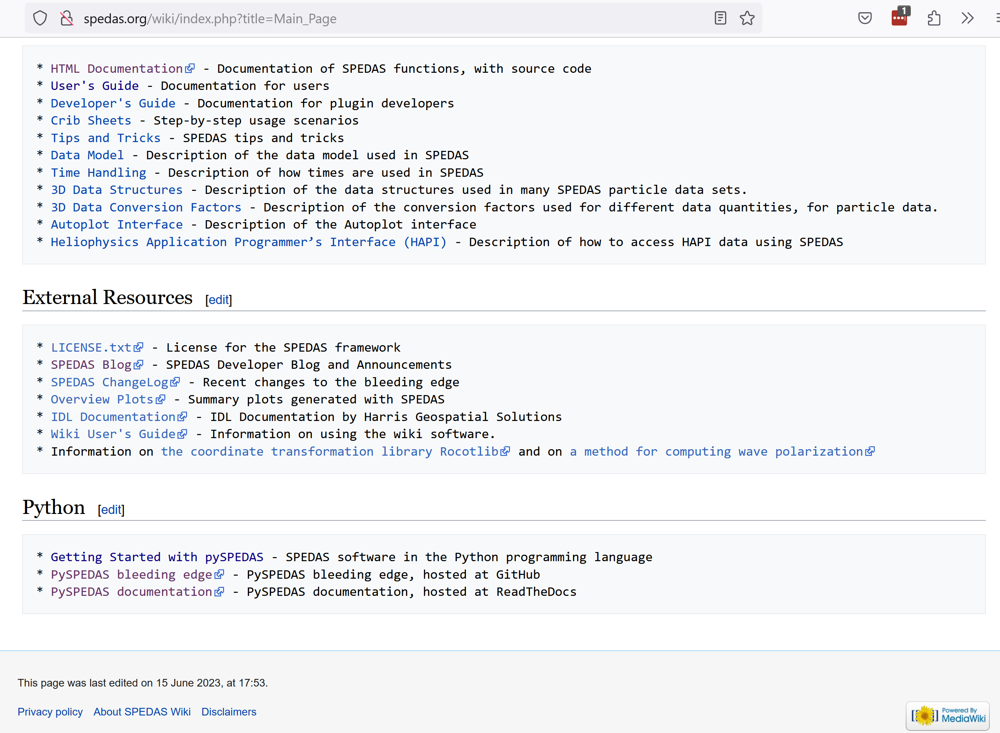 spedas.org/wiki/index.php?title=Main_Page
1
* HTML Documentation - Documentation of SPEDAS functions, with source code
* User's Guide - Documentation for users
* Developer's Guide - Documentation for plugin developers
* Crib Sheets - Step-by-step usage scenarios
* Tips and Tricks - SPEDAS tips and tricks
* Data Model - Description of the data model used in SPEDAS
* Time Handling - Description of how times are used in SPEDAS
* 3D Data Structures - Description of the data structures used in many SPEDAS particle data sets.
* 3D Data Conversion Factors - Description of the conversion factors used for different data quantities, for particle data.
* Autoplot Interface - Description of the Autoplot interface
* Heliophysics Application Programmer’s Interface (HAPI) - Description of how to access HAPI data using SPEDAS
External Resources [edit]
* LICENSE.txt - License for the SPEDAS framework
* SPEDAS Blog - SPEDAS Developer Blog and Announcements
* SPEDAS ChangeLog - Recent changes to the bleeding edge
* Overview Plots - Summary plots generated with SPEDAS
* IDL Documentation - IDL Documentation by Harris Geospatial Solutions
* Wiki User's Guide - Information on using the wiki software.
* Information on the coordinate transformation library Rocotlib and on a method for computing wave polarization
Python [edit]
* Getting Started with pySPEDAS - SPEDAS software in the Python programming language
* PySPEDAS bleeding edge - PySPEDAS bleeding edge, hosted at GitHub
* PySPEDAS documentation - PySPEDAS documentation, hosted at ReadTheDocs
This page was last edited on 15 June 2023, at 17:53.
Privacy policy About SPEDAS Wiki Disclaimers
Powered By
MediaWiki